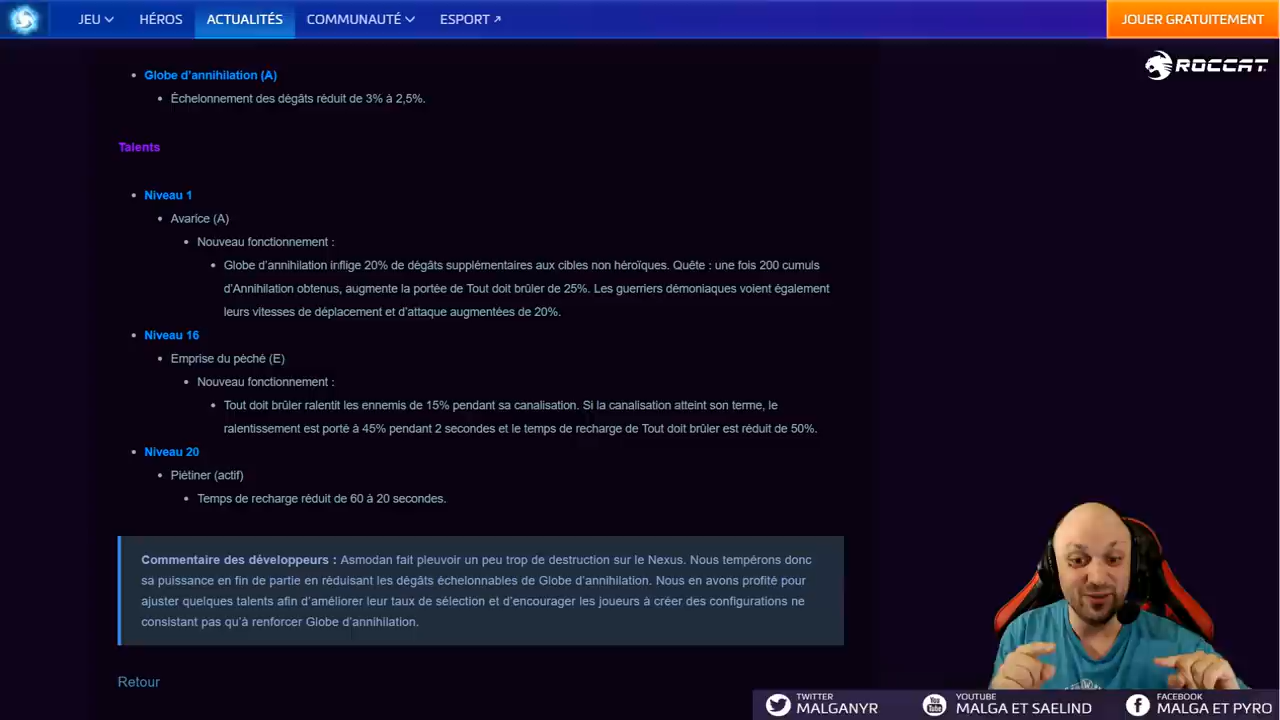 JEU HÉROS ACTUALITÉS COMMUNAUTÉ ESPORT JOUER GRATUITEMENT
ROCCAT
Globe d'annihilation (A)
Échelonnement des dégâts réduit de 3% à 2,5%.
Talents
Niveau 1
Avarice (A)
Nouveau fonctionnement :
Globe d'annihilation inflige 20% de dégâts supplémentaires aux cibles non héroïques. Quête : une fois 200 cumuls
d'Annihilation obtenus, augmente la portée de Tout doit brûler de 25%. Les guerriers démoniaques voient également
leurs vitesses de déplacement et d'attaque augmentées de 20%.
Niveau 16
Emprise du péché (E)
Nouveau fonctionnement :
Tout doit brûler ralentit les ennemis de 15% pendant sa canalisation. Si la canalisation atteint son terme, le
ralentissement est porté à 45% pendant 2 secondes et le temps de recharge de Tout doit brûler est réduit de 50%.
Niveau 20
Piétiner (actif)
Temps de recharge réduit de 60 à 20 secondes.
Commentaire des développeurs : Asmodan fait pleuvoir un peu trop de destruction sur le Nexus. Nous tempérons donc
sa puissance en fin de partie en réduisant les dégâts échelonnables de Globe d'annihilation. Nous en avons profité pour
ajuster quelques talents afin d'améliorer leur taux de sélection et d'encourager les joueurs à créer des configurations ne
consistant pas qu'à renforcer Globe d'annihilation.
Retour
TWITTER
MALGANYR
YOUTUBE
MALGA ET SAELIND
FACEBOOK
MALGA ET PYRO